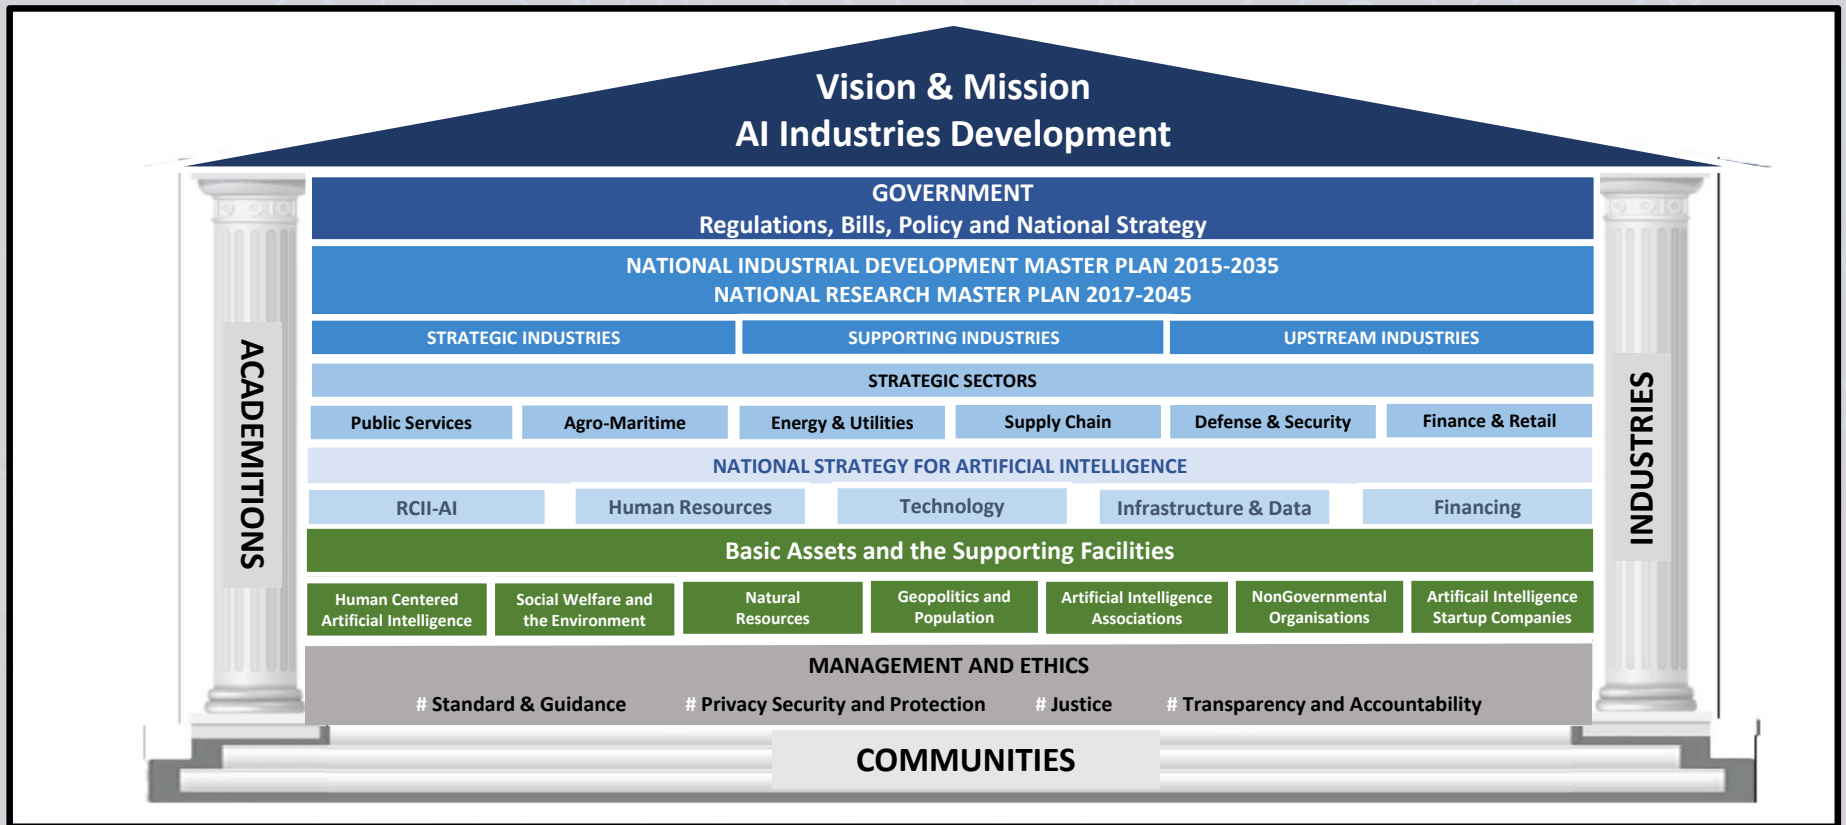 Vision & Mission
AI Industries Development
GOVERNMENT
Regulations, Bills, Policy and National Strategy
NATIONAL INDUSTRIAL DEVELOPMENT MASTER PLAN 2015-2035
NATIONAL RESEARCH MASTER PLAN 2017-2045
STRATEGIC INDUSTRIES
SUPPORTING INDUSTRIES
UPSTREAM INDUSTRIES
STRATEGIC SECTORS
Public Services
Agro-Maritime
Energy & Utilities
Supply Chain
Defense & Security
Finance & Retail
NATIONAL STRATEGY FOR ARTIFICIAL INTELLIGENCE
RCII-AI
Human Resources
Technology
Infrastructure & Data
Financing
Basic Assets and the Supporting Facilities
Human Centered
Artificial Intelligence
Social Welfare and
the Environment
Natural
Resources
Geopolitics and
Population
Artificial Intelligence
Associations
NonGovernmental
Organisations
Artificail Intelligence
Startup Companies
MANAGEMENT AND ETHICS
# Standard & Guidance
# Privacy Security and Protection
# Justice
# Transparency and Accountability
ACADEMITIONS
INDUSTRIES
COMMUNITIES